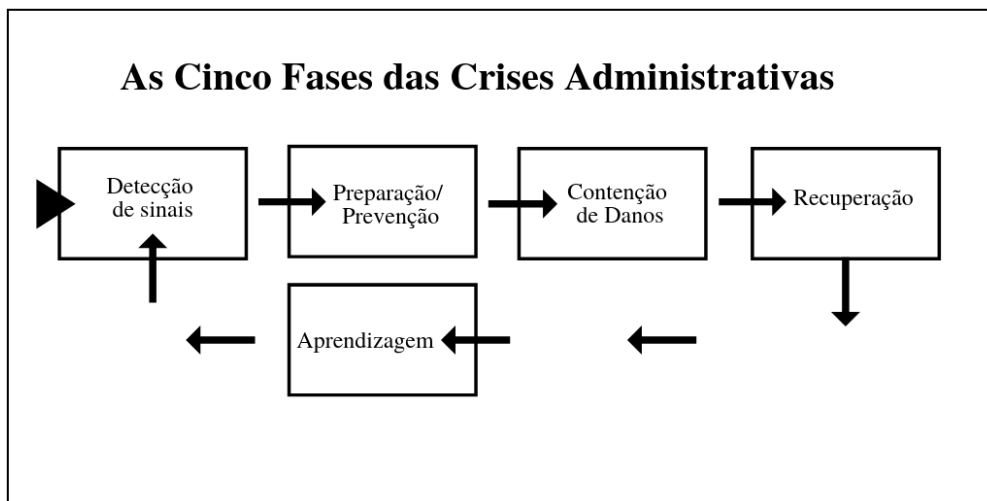 As Cinco Fases das Crises Administrativas
Detecção
de sinais
Preparação/
Prevenção
Contenção
de Danos
Recuperação
Aprendizagem